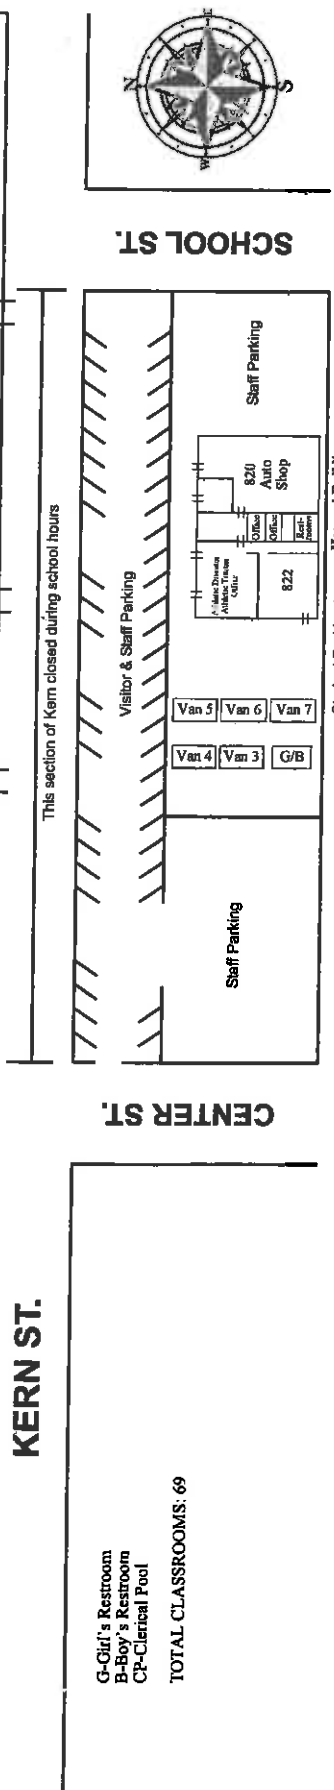 KERN ST.
G-Girl's Restroom
B-Boy's Restroom
CP-Clerical Pool
TOTAL CLASSROOMS: 69
CENTER ST.
This section of Kern closed during school hours
Visitor & Staff Parking
Staff Parking
Van 4
Van 3
G/B
Van 5
Van 6
Van 7
Athletic Director
Athletic Trainer
Office
822
Office
Office
Rest-
rooms
820
Auto
Shop
Staff Parking
SCHOOL ST.
N
E
S
W